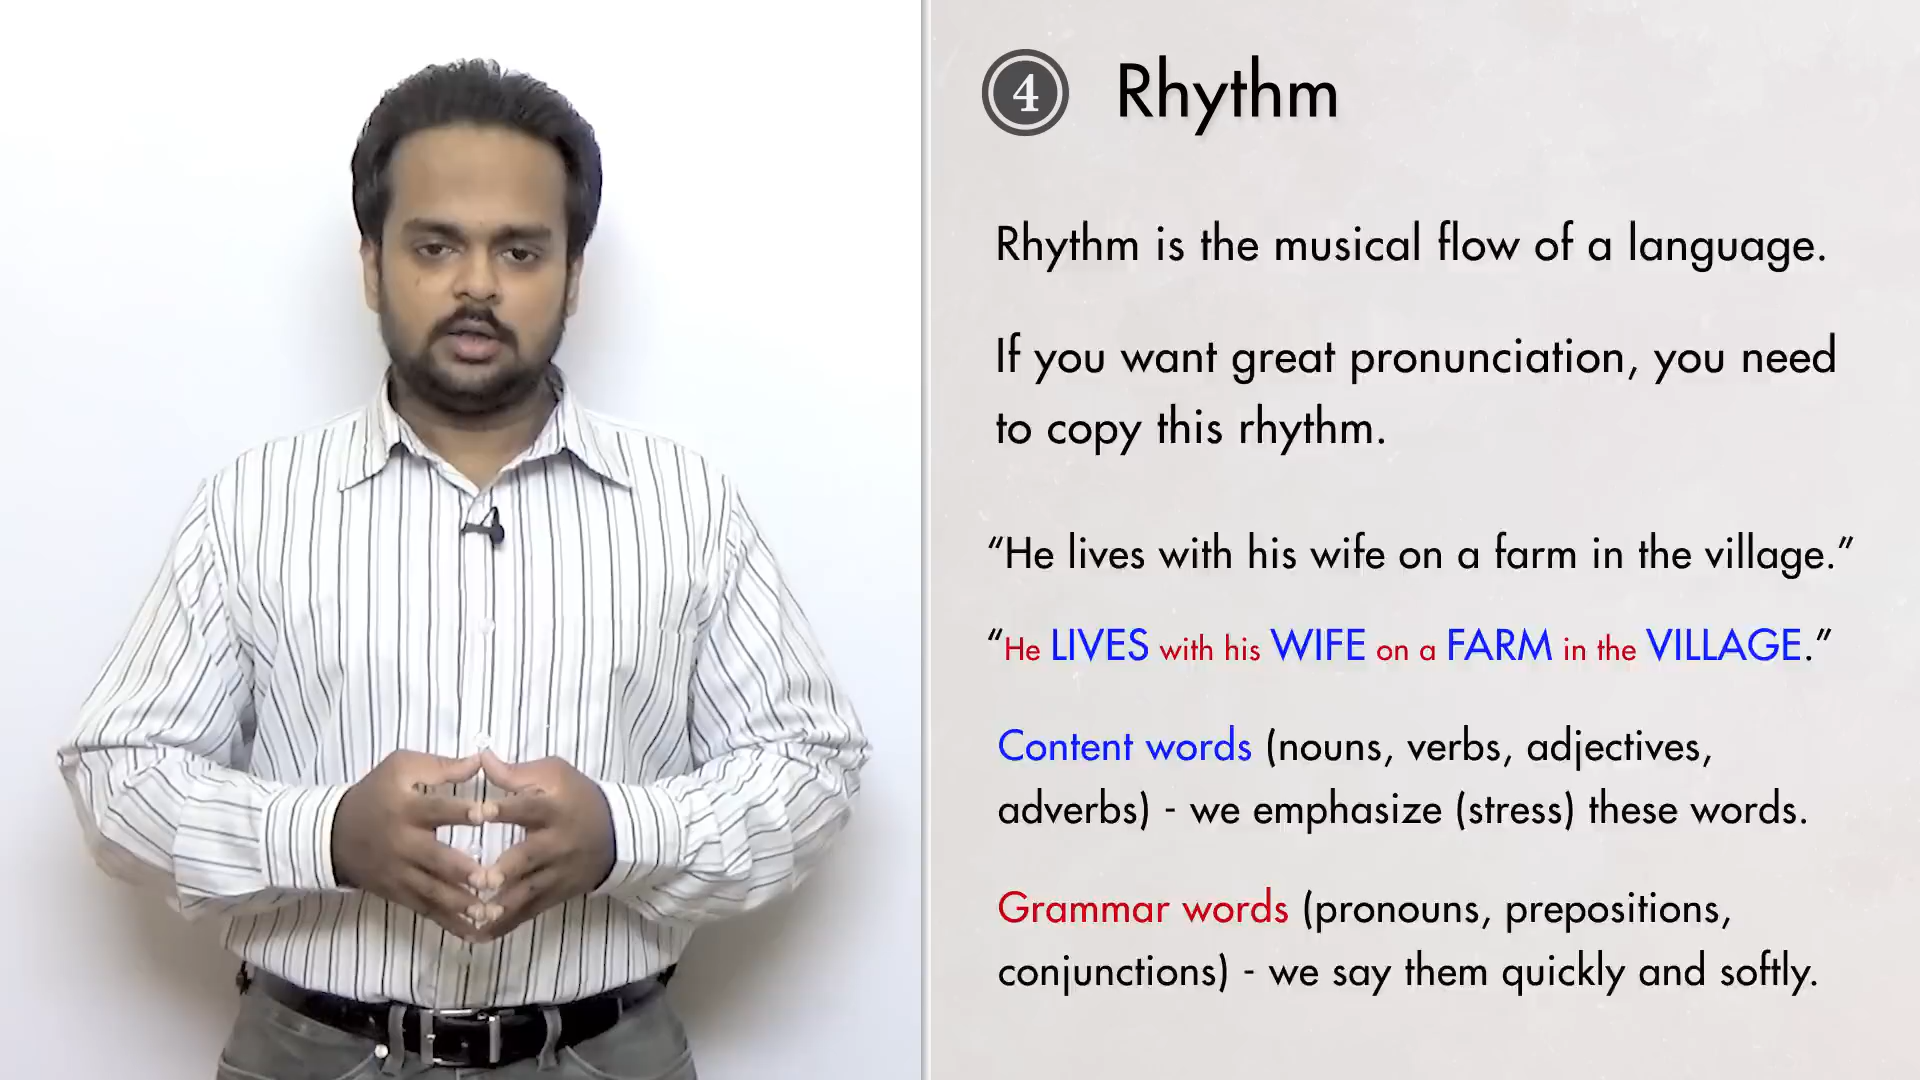 4 Rhythm
Rhythm is the musical flow of a language.
If you want great pronunciation, you need
to copy this rhythm.
“He lives with his wife on a farm in the village.”
“He LIVES with his WIFE on a FARM in the VILLAGE.”
Content words (nouns, verbs, adjectives,
adverbs) - we emphasize (stress) these words.
Grammar words (pronouns, prepositions,
conjunctions) - we say them quickly and softly.